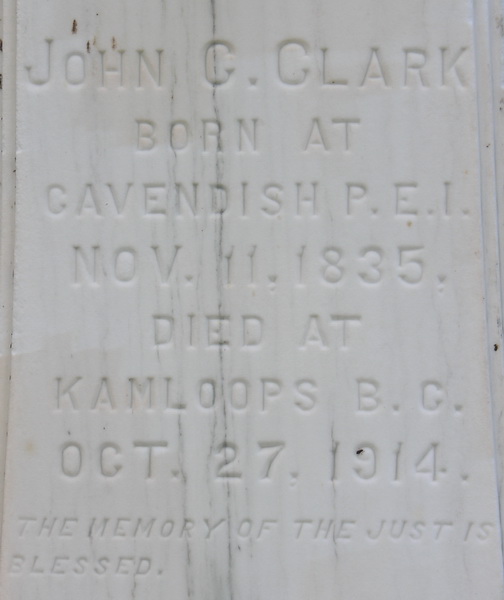 JOHN C. CLARK
BORN AT
CAVENDISH P.E.I.
NOV. 11, 1835,
DIED AT
KAMLOOPS B.C.
OCT. 27, 1914.
THE MEMORY OF THE JUST IS
BLESSED.